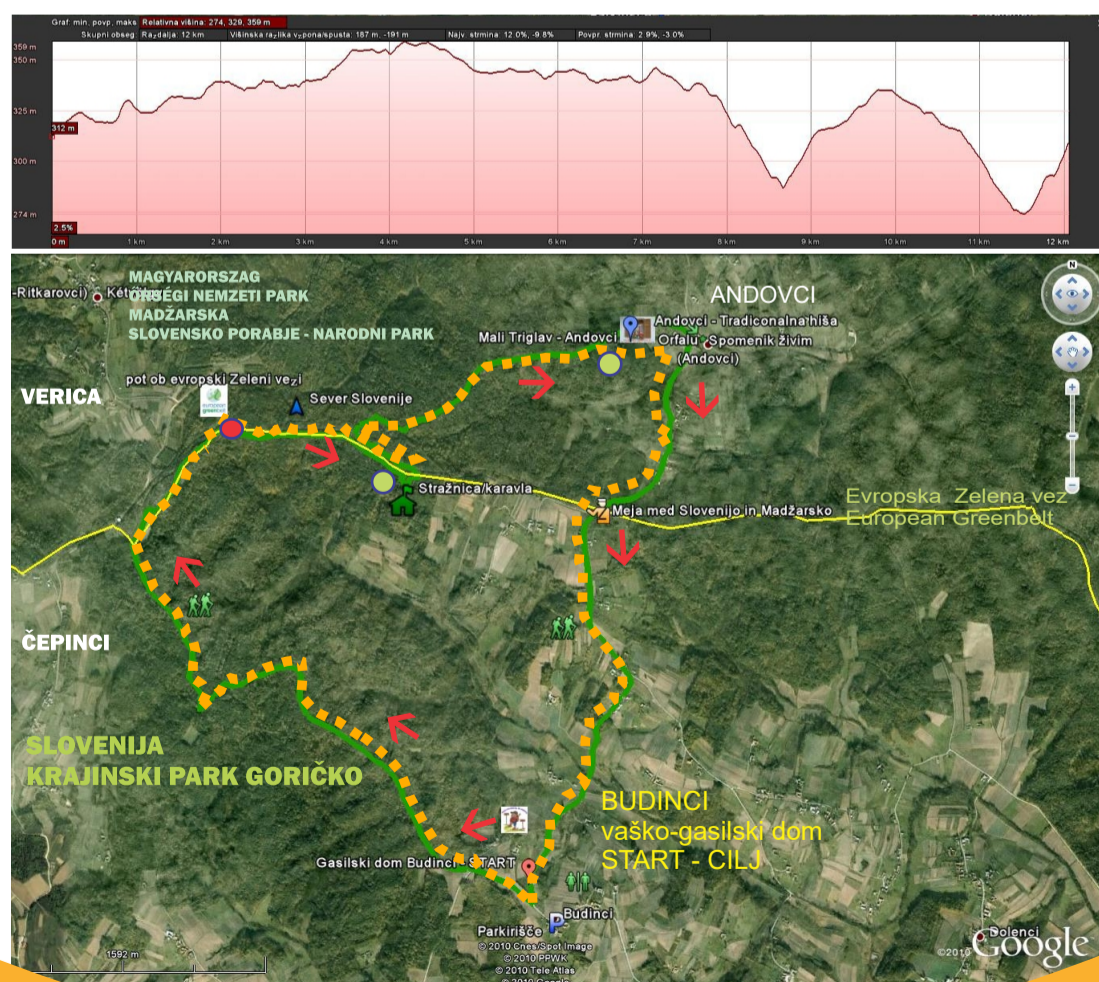 Graf: min, povp, maks Relativna višina: 274, 329, 359 m
Skupni obseg: Razdalja: 12 km Višinska razlika vzpona/spusta: 187 m, -191 m Najv. strmina: 12.0%, -9.8% Povpr. strmina: 2.9%, -3.0%
359 m
350 m
325 m
312 m
300 m
274 m
2.5%
0 m 1 km 2 km 3 km 4 km 5 km 6 km 7 km 8 km 9 km 10 km 11 km 12 km
MAGYARORSZAG
-Ritkarovci)
ORSÉGI NEMZETI PARK
MADŽARSKA
SLOVENSKO PORABJE - NARODNI PARK
N
ANDOVCI
Andovci - Tradiconalna hiša
Mali Triglav - Andovci
Orfalu Spomenik živim
(Andovci)
pot ob evropski Zeleni vezi
VERICA
Sever Slovenije
Stražnica/karavla
Meja med Slovenijo in Madžarsko
Evropska Zelena vez
European Greenbelt
ČEPINCI
SLOVENIJA
KRAJINSKI PARK GORIČKO
BUDINCI
vaško-gasilski dom
START - CILJ
Gasilski dom Budinci - START
P
Budinci
Parkirišče
Dolenci
© 2010 Cnes/Spot Image
© 2010 PPWK
© 2010 Tele Atlas
©2010 Google
1592 m